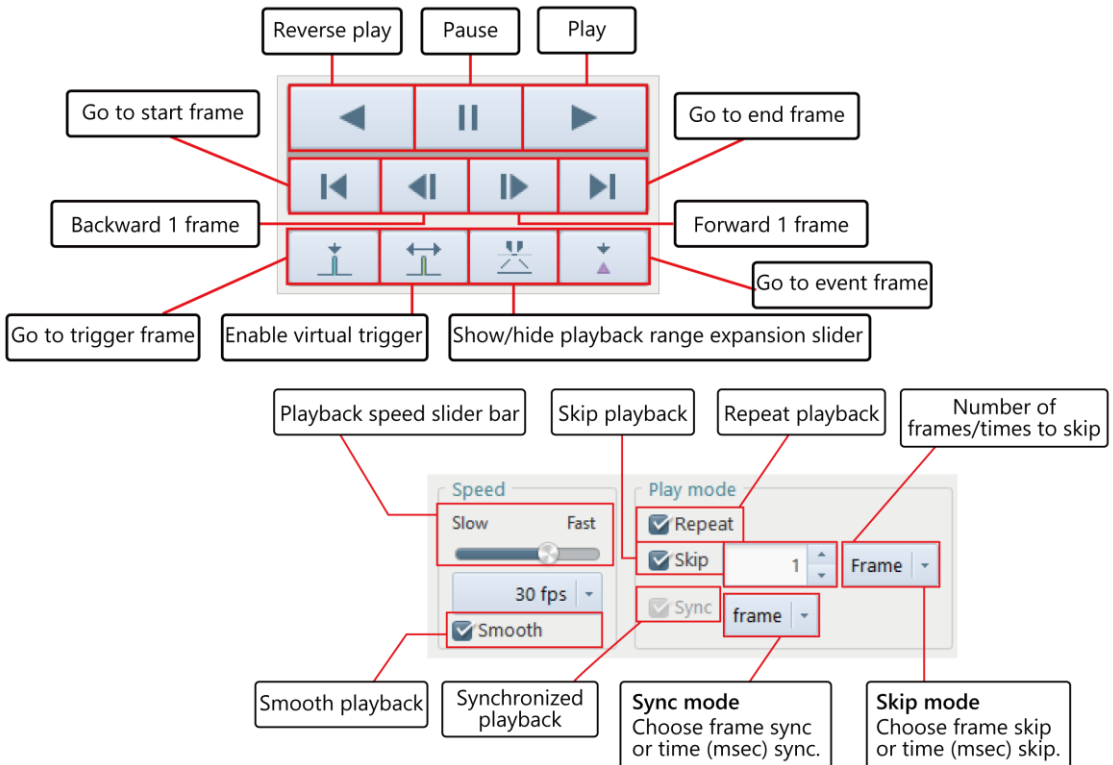 Reverse play
Pause
Play
Go to start frame
Go to end frame
Backward 1 frame
Forward 1 frame
Go to event frame
Go to trigger frame
Enable virtual trigger
Show/hide playback range expansion slider
Playback speed slider bar
Skip playback
Repeat playback
Number of
frames/times to skip
Speed
Slow
Fast
30 fps
Smooth
Play mode
Repeat
Skip
1
Frame
Sync
frame
Smooth playback
Synchronized
playback
Sync mode
Choose frame sync
or time (msec) sync.
Skip mode
Choose frame skip
or time (msec) skip.